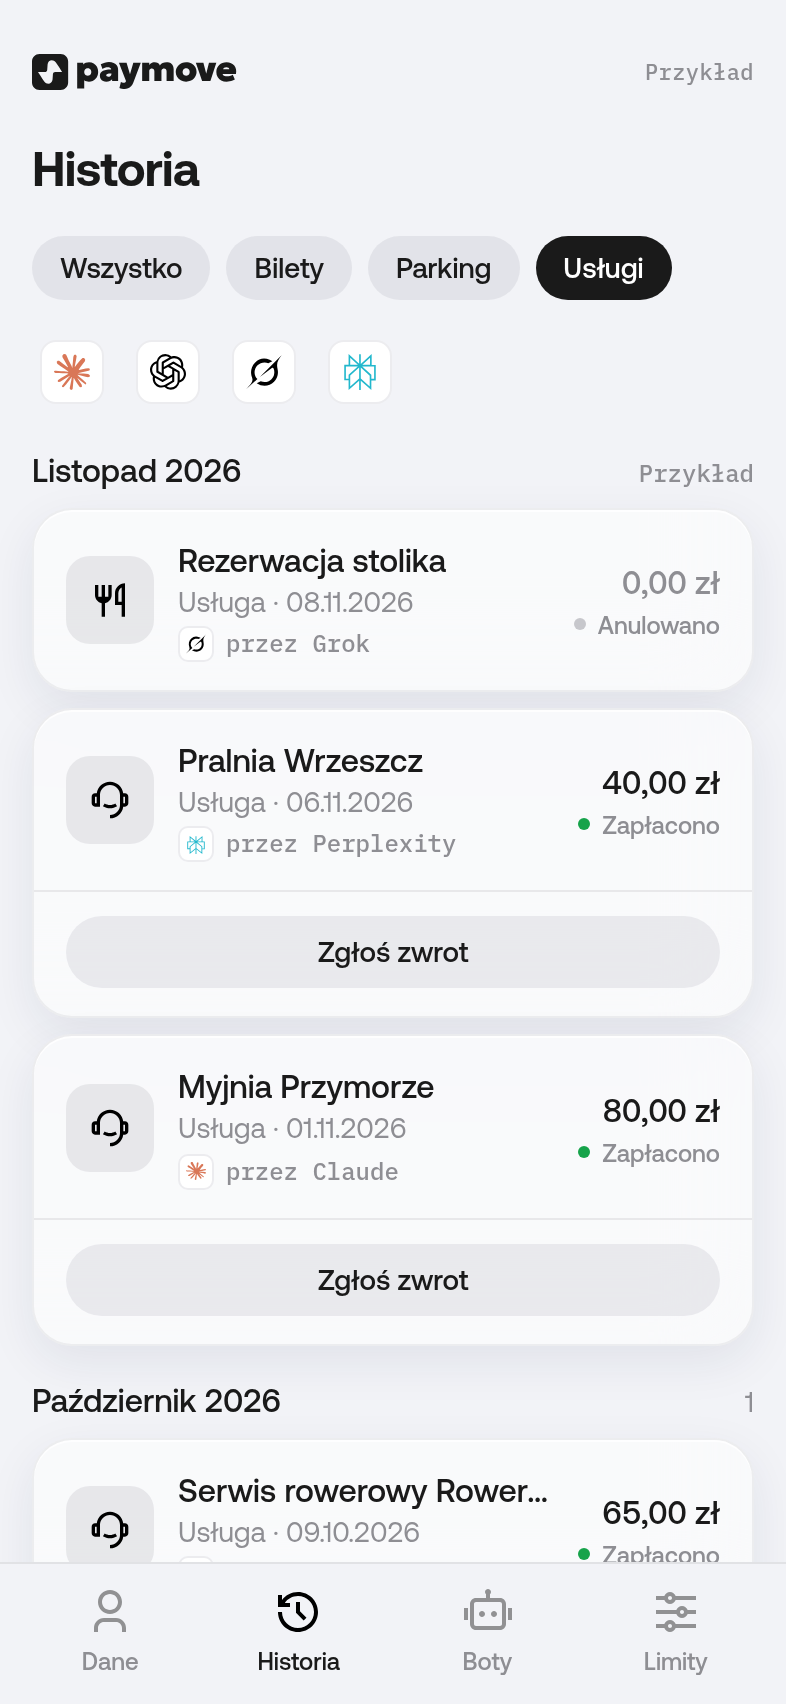 paymove
Przykład
Historia
Wszystko
Bilety
Parking
Usługi
Listopad 2026
Przykład
Rezerwacja stolika
0,00 zł
Usługa · 08.11.2026
Anulowano
przez Grok
Pralnia Wrzeszcz
40,00 zł
Usługa · 06.11.2026
Zapłacono
przez Perplexity
Zgłoś zwrot
Myjnia Przymorze
80,00 zł
Usługa · 01.11.2026
Zapłacono
przez Claude
Zgłoś zwrot
Październik 2026
1
Serwis rowerowy Rower...
65,00 zł
Usługa · 09.10.2026
Zapłacono
Dane
Historia
Boty
Limity